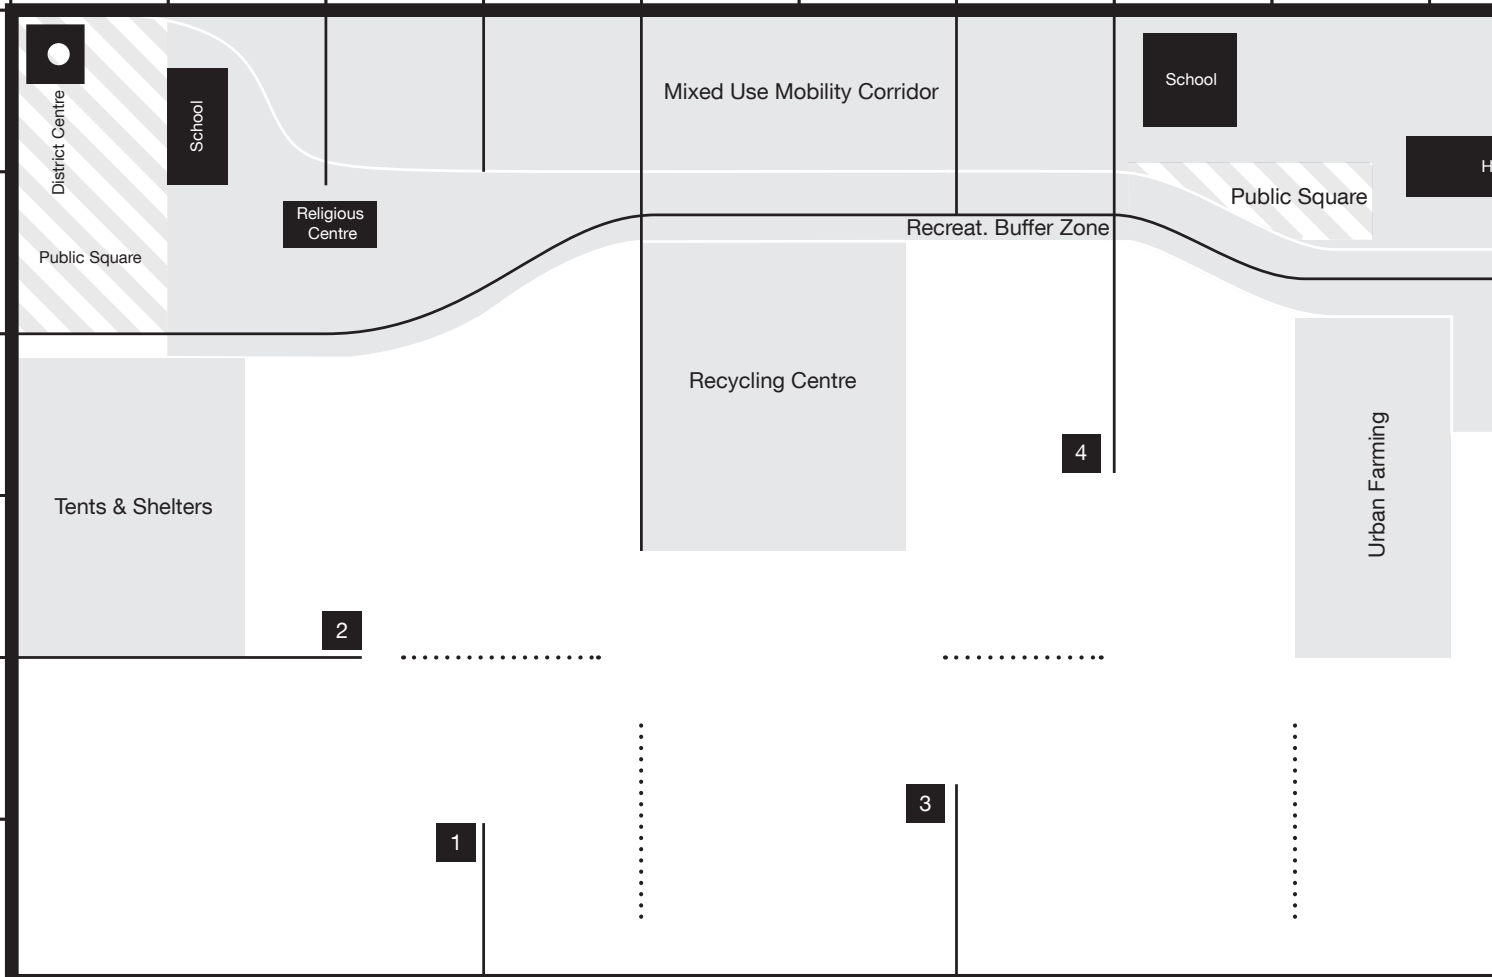 District Centre
School
Mixed Use Mobility Corridor
School
H
Religious
Centre
Public Square
Public Square
Recreat. Buffer Zone
Recycling Centre
4
Tents & Shelters
Urban Farming
2
3
1